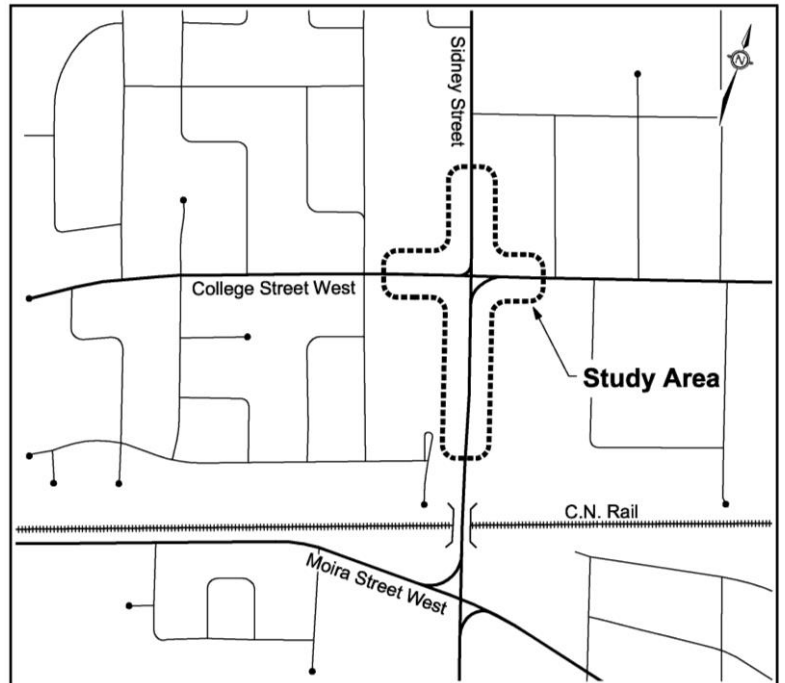 N
Sidney Street
College Street West
Study Area
C.N. Rail
Moira Street West